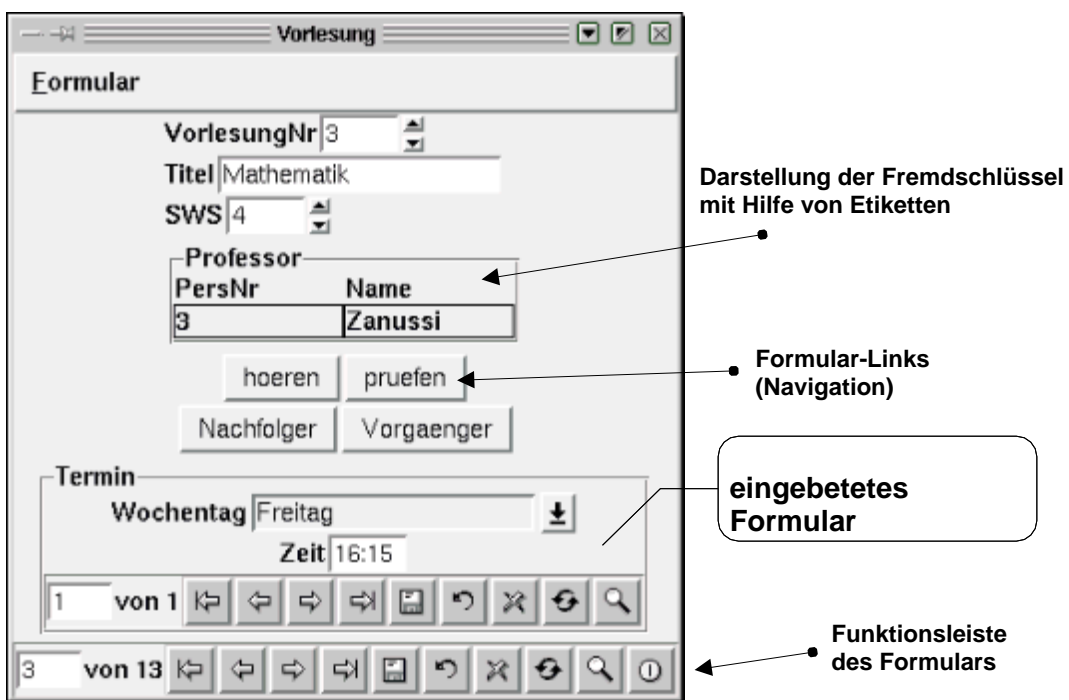 Vorlesung
Formular
VorlesungNr 3
Titel Mathematik
SWS 4
Professor
PersNr Name
3 Zanussi
hoeren pruefen
Nachfolger Vorgaenger
Termin
Wochentag Freitag
Zeit 16:15
1 von 1
3 von 13
Darstellung der Fremdschlüssel
mit Hilfe von Etiketten
Formular-Links
(Navigation)
eingebetetes
Formular
Funktionsleiste
des Formulars